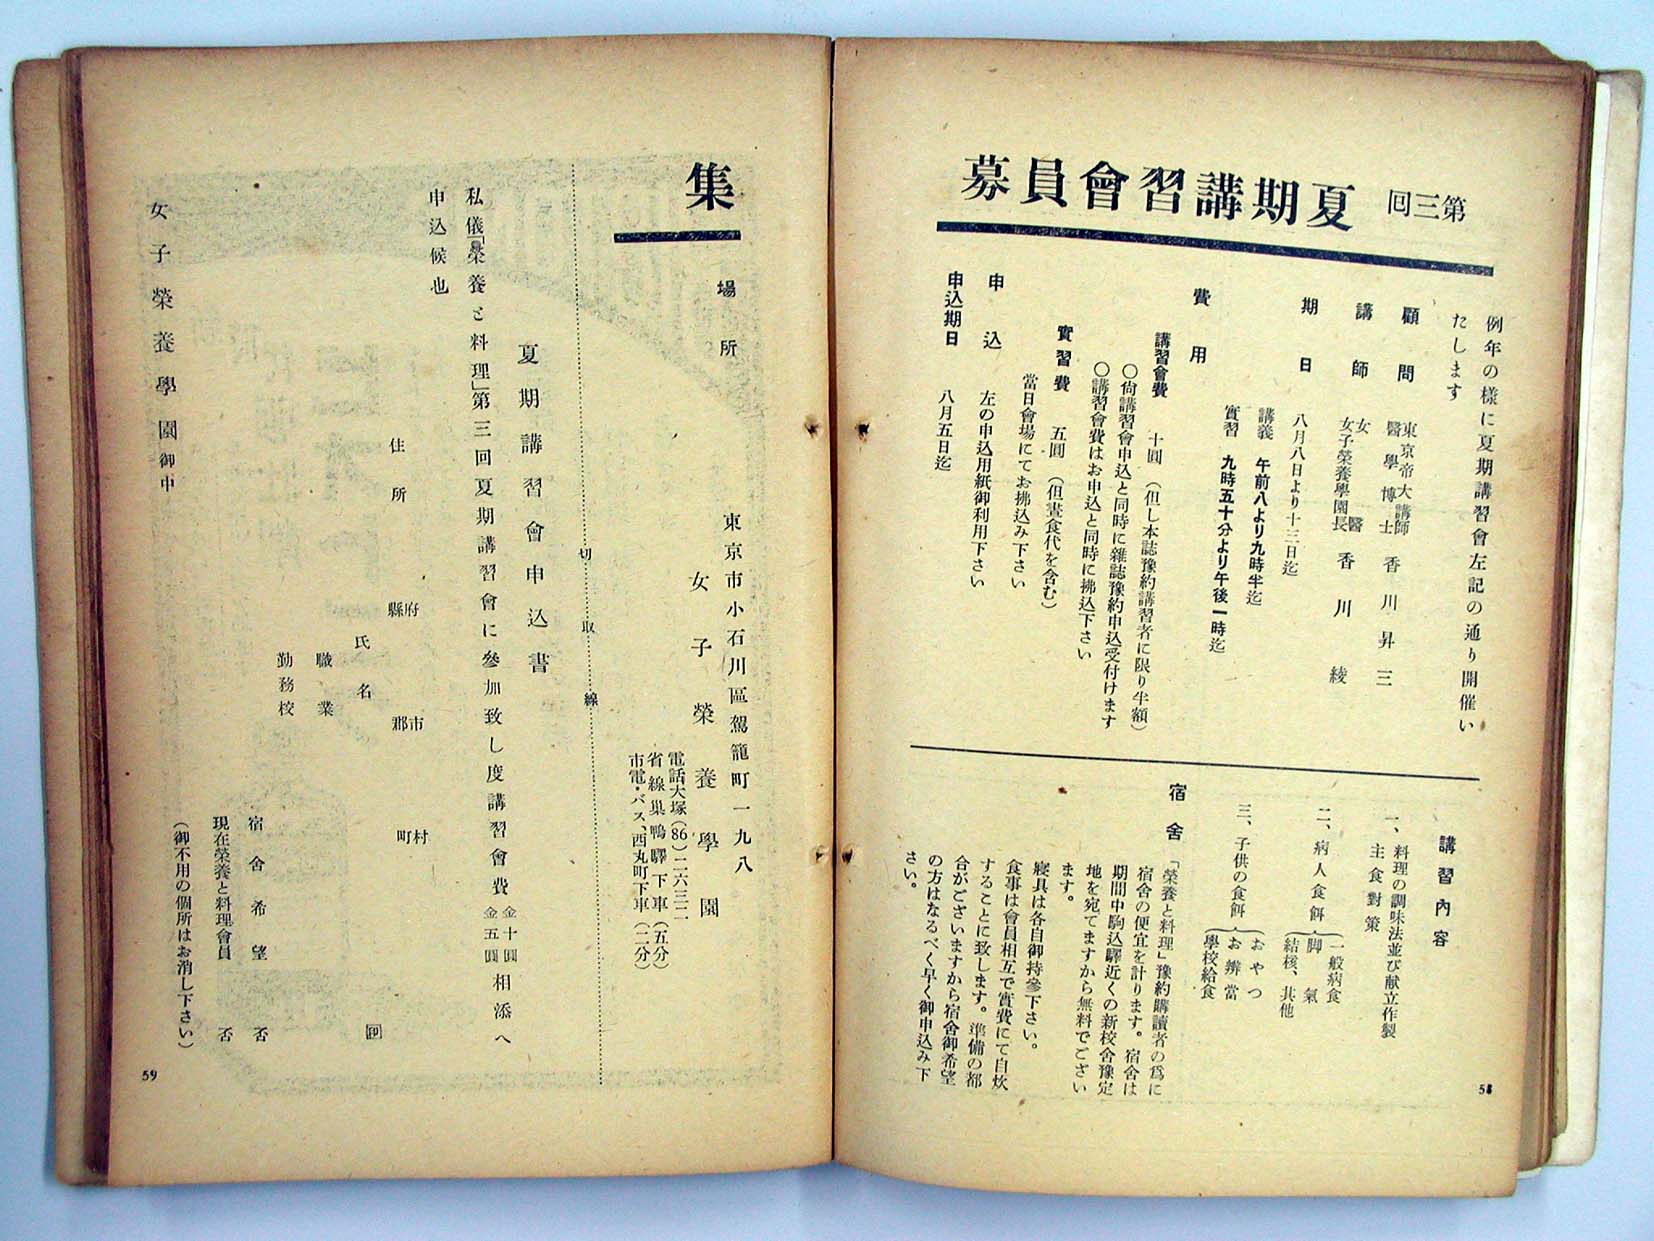 第三回 夏期講習會員募集
例年の樣に夏期講習會左記の通り開催い
たします
顧問 東京帝大講師 醫學博士 香川昇三
講師 女子榮養學園長 女醫 香川綾
期日 八月八日より十三日迄
講義 午前八より九時半迄
實習 九時五十分より午後一時迄
費用
講習會費 十圓(但し本誌豫約講習者に限り半額)
○尙講習會申込と同時に雜誌豫約申込受付けます
○講習會費はお申込と同時に拂込下さい
實習費 五圓(但晝食代を含む)
當日會場にてお拂込み下さい
申込 左の申込用紙御利用下さい
申込期日 八月五日迄
講習內容
一、料理の調味法並び献立作製
主食對策
二、病人食餌{一般病食
脚氣
結核、其他
三、子供の食餌{おやつ
お辨當
學校給食
宿舍 「榮養と料理」豫約購讀者の爲に
宿舍の便宜を計ります。宿舍は
期間中駒込驛近くの新校舍豫定
地を宛てますから無料でござい
ます。
寢具は各自御持參下さい。
食事は會員相互で實費にて自炊
することに致します。準備の都
合がございますから宿舍御希望
の方はなるべく早く御申込み下
さい。
58
場所 東京市小石川區駕籠町一九八
女子榮養學園
電話大塚(86)二六三二
省線巢鴨驛下車(五分)
市電・バス、西丸町下車(二分)
切取線
夏期講習會申込書
私儀「榮養と料理」第三回夏期講習會に參加致し度講習會費 金十圓 金五圓 相添へ
申込候也
住所 府縣 市郡 村町
氏名 印
職業
勤務校
宿舍希望 否
現在榮養と料理會員 否
(御不用の個所はお消し下さい)
女子榮養學園御中
59